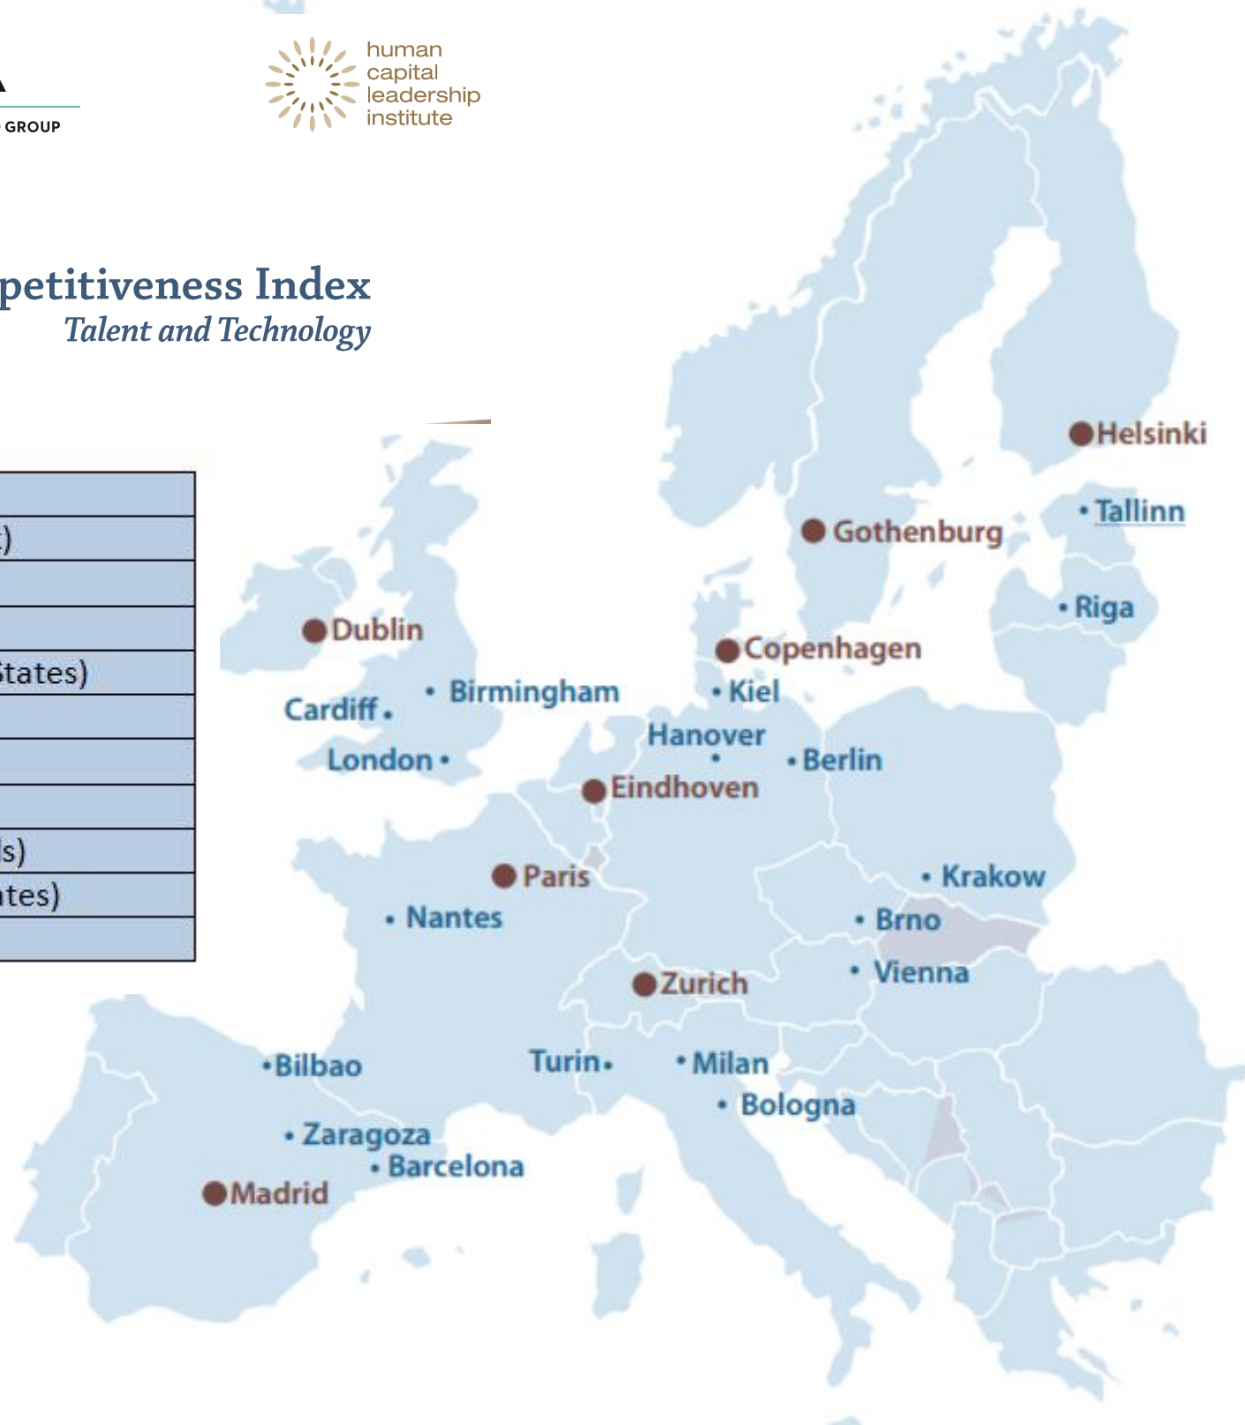 human
capital
leadership
institute
GROUP
petitiveness Index
Talent and Technology
Helsinki
Tallinn
Gothenburg
Riga
Dublin
Copenhagen
Birmingham
Kiel
Cardiff
Hanover
London
Berlin
Eindhoven
Paris
Krakow
Nantes
Brno
Vienna
Zurich
Bilbao
Turin
Milan
Bologna
Zaragoza
Barcelona
Madrid
tates)
s)
tes)